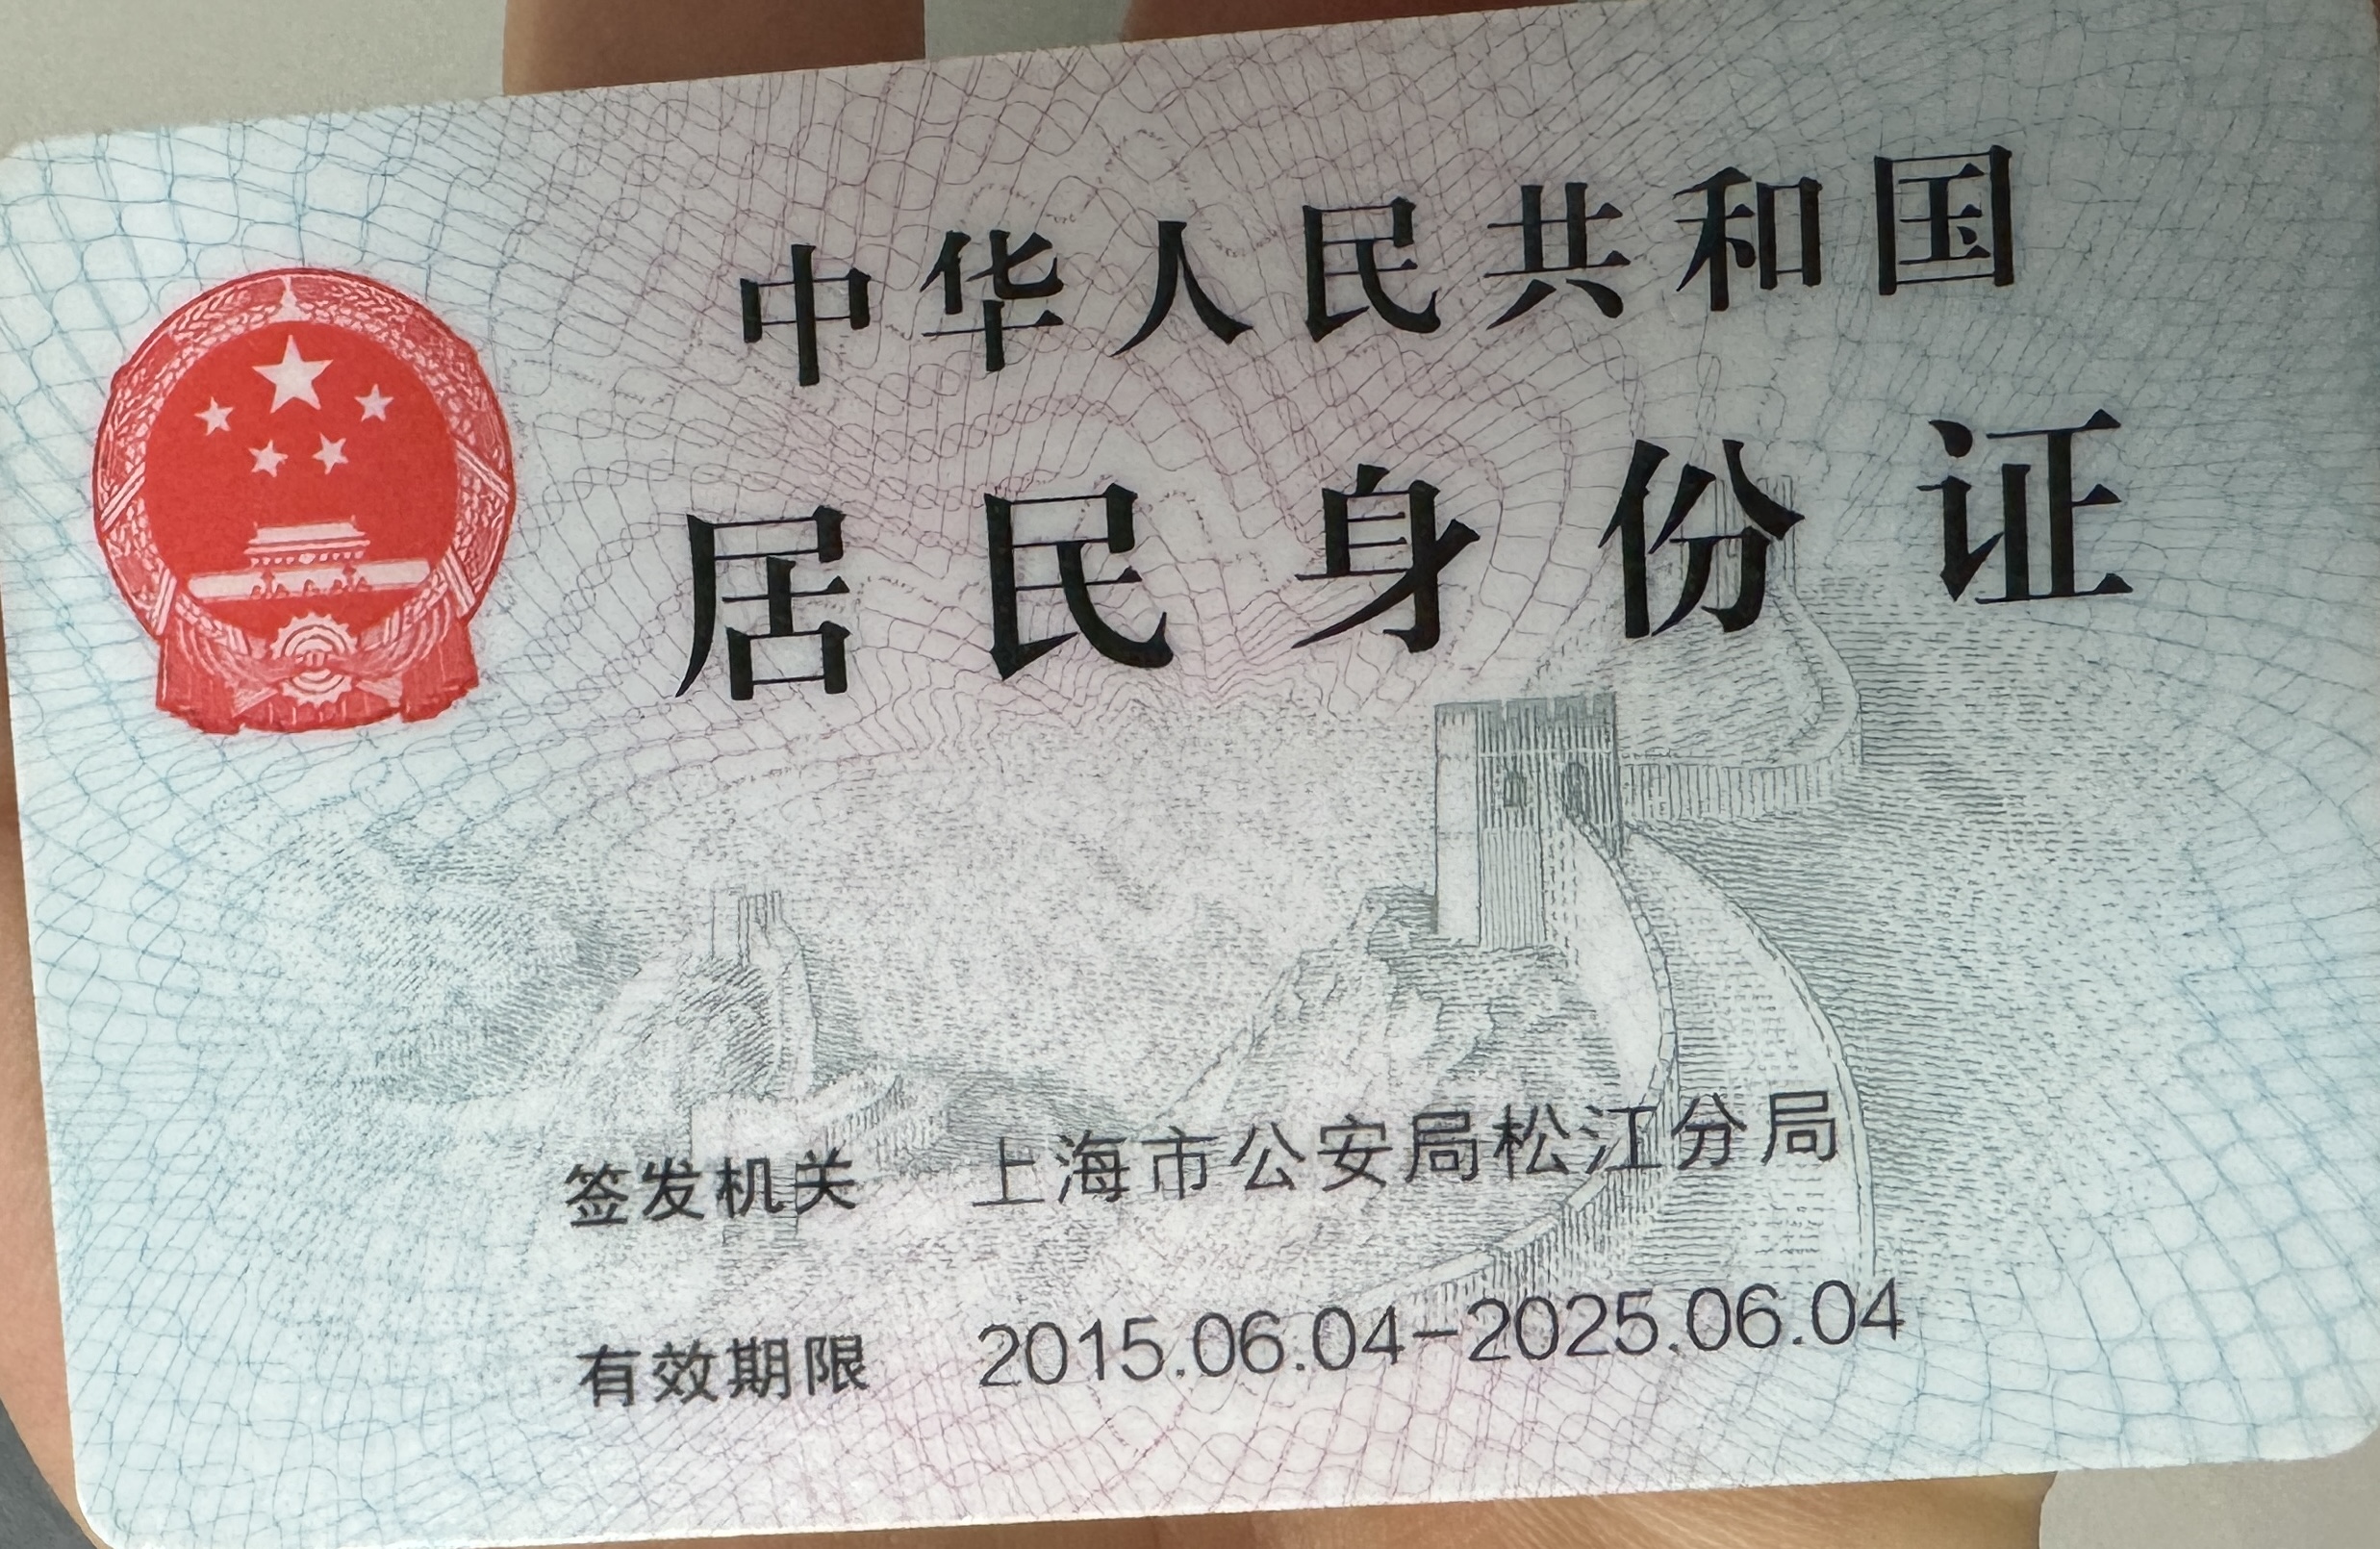 中华人民共和国
居民身份证
签发机关 上海市公安局松江分局
有效期限 2015.06.04-2025.06.04